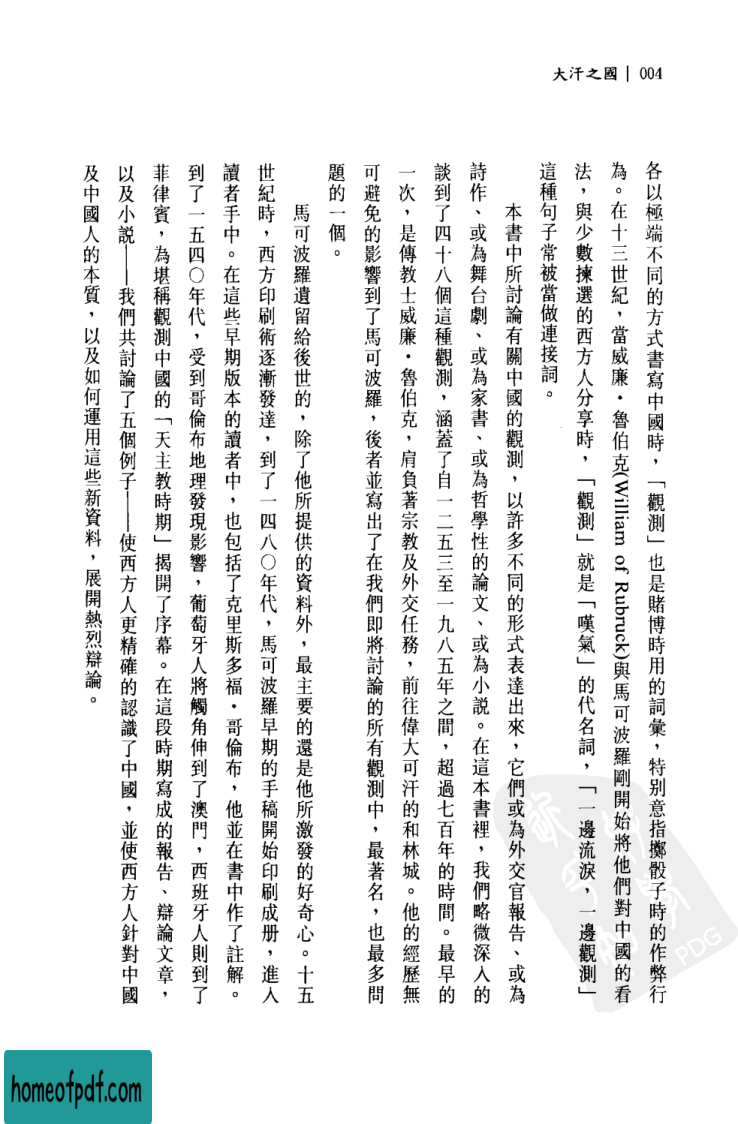 大汗之國｜004
各以極端不同的方式書寫中國時，「觀測」也是賭博時用的詞彙，特別意指擲骰子時的作弊行
為。在十三世紀，當威廉・魯伯克(William of Rubruck)與馬可波羅剛開始將他們對中國的看
法，與少數揀選的西方人分享時，「觀測」就是「嘆氣」的代名詞，「一邊流淚，一邊觀測」
這種句子常被當做連接詞。
本書中所討論有關中國的觀測，以許多不同的形式表達出來，它們或為外交官報告、或為
詩作、或為舞台劇、或為家書、或為哲學性的論文、或為小說。在這本書裡，我們略微深入的
談到了四十八個這種觀測，涵蓋了自一二五三至一九八五年之間，超過七百年的時間。最早的
一次，是傳教士威廉・魯伯克，肩負著宗教及外交任務，前往偉大可汗的和林城。他的經歷無
可避免的影響到了馬可波羅，後者並寫出了在我們即將討論的所有觀測中，最著名，也最多問
題的一個。
馬可波羅遺留給後世的，除了他所提供的資料外，最主要的還是他所激發的好奇心。十五
世紀時，西方印刷術逐漸發達，到了一四八〇年代，馬可波羅早期的手稿開始印刷成册，進入
讀者手中。在這些早期版本的讀者中，也包括了克里斯多福・哥倫布，他並在書中作了註解。
到了一五四〇年代，受到哥倫布地理發現影響，葡萄牙人將觸角伸到了澳門，西班牙人則到了
菲律賓，為堪稱觀測中國的「天主教時期」揭開了序幕。在這段時期寫成的報告、辯論文章，
以及小說——我們共討論了五個例子——使西方人更精確的認識了中國，並使西方人針對中國
及中國人的本質，以及如何運用這些新資料，展開熱烈辯論。
PDG
homeofpdf.com